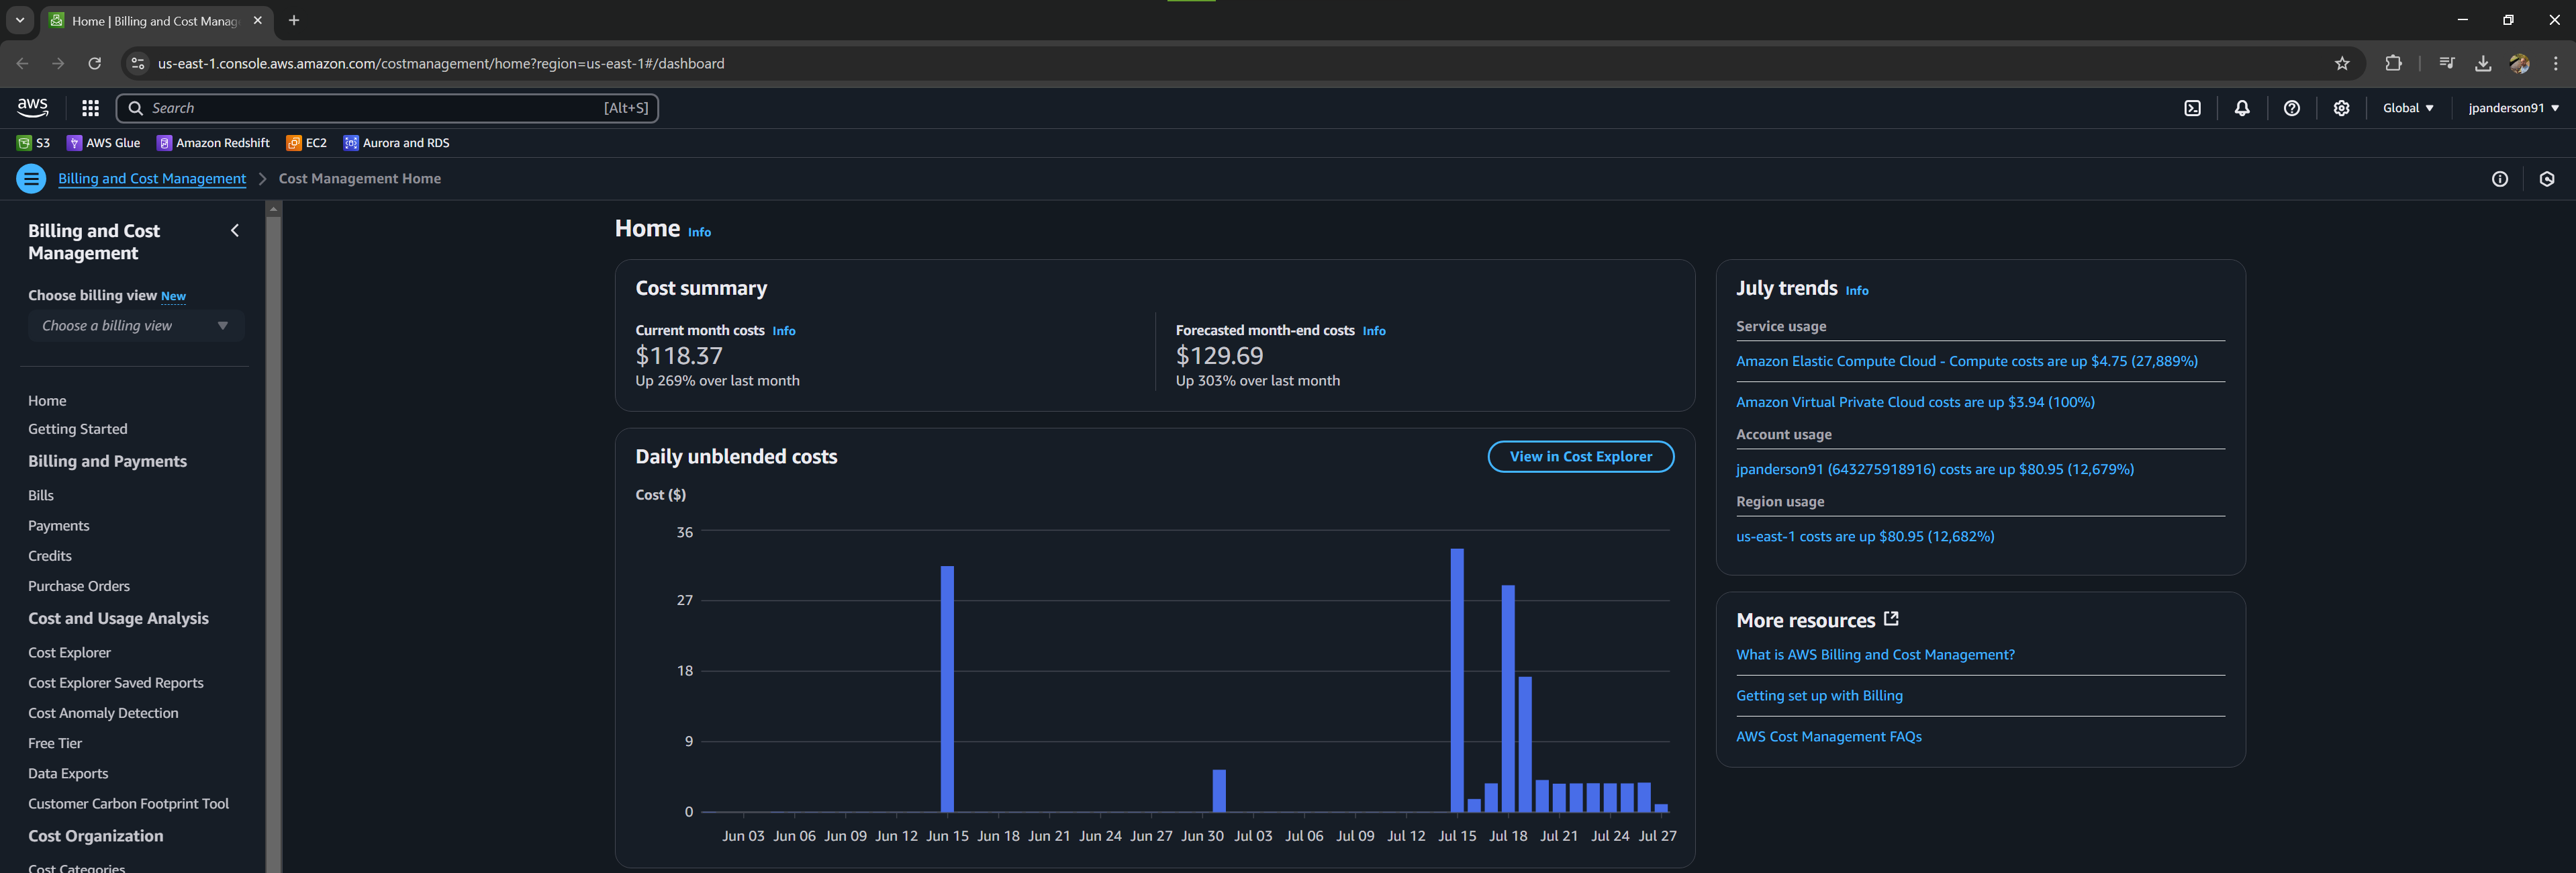 Home | Billing and Cost Manag
us-east-1.console.aws.amazon.com/costmanagement/home?region=us-east-1#/dashboard
aws
Search [Alt+S]
Global jpanderson91
S3 AWS Glue Amazon Redshift EC2 Aurora and RDS
Billing and Cost Management > Cost Management Home
Billing and Cost
Management
Choose billing view New
Choose a billing view
Home
Getting Started
Billing and Payments
Bills
Payments
Credits
Purchase Orders
Cost and Usage Analysis
Cost Explorer
Cost Explorer Saved Reports
Cost Anomaly Detection
Free Tier
Data Exports
Customer Carbon Footprint Tool
Cost Organization
Cost Categories
Home Info
Cost summary
Current month costs Info
$118.37
Up 269% over last month
Forecasted month-end costs Info
$129.69
Up 303% over last month
Daily unblended costs
View in Cost Explorer
Cost ($)
36
27
18
9
0
Jun 03 Jun 06 Jun 09 Jun 12 Jun 15 Jun 18 Jun 21 Jun 24 Jun 27 Jun 30 Jul 03 Jul 06 Jul 09 Jul 12 Jul 15 Jul 18 Jul 21 Jul 24 Jul 27
July trends Info
Service usage
Amazon Elastic Compute Cloud - Compute costs are up $4.75 (27,889%)
Amazon Virtual Private Cloud costs are up $3.94 (100%)
Account usage
jpanderson91 (643275918916) costs are up $80.95 (12,679%)
Region usage
us-east-1 costs are up $80.95 (12,682%)
More resources
What is AWS Billing and Cost Management?
Getting set up with Billing
AWS Cost Management FAQs